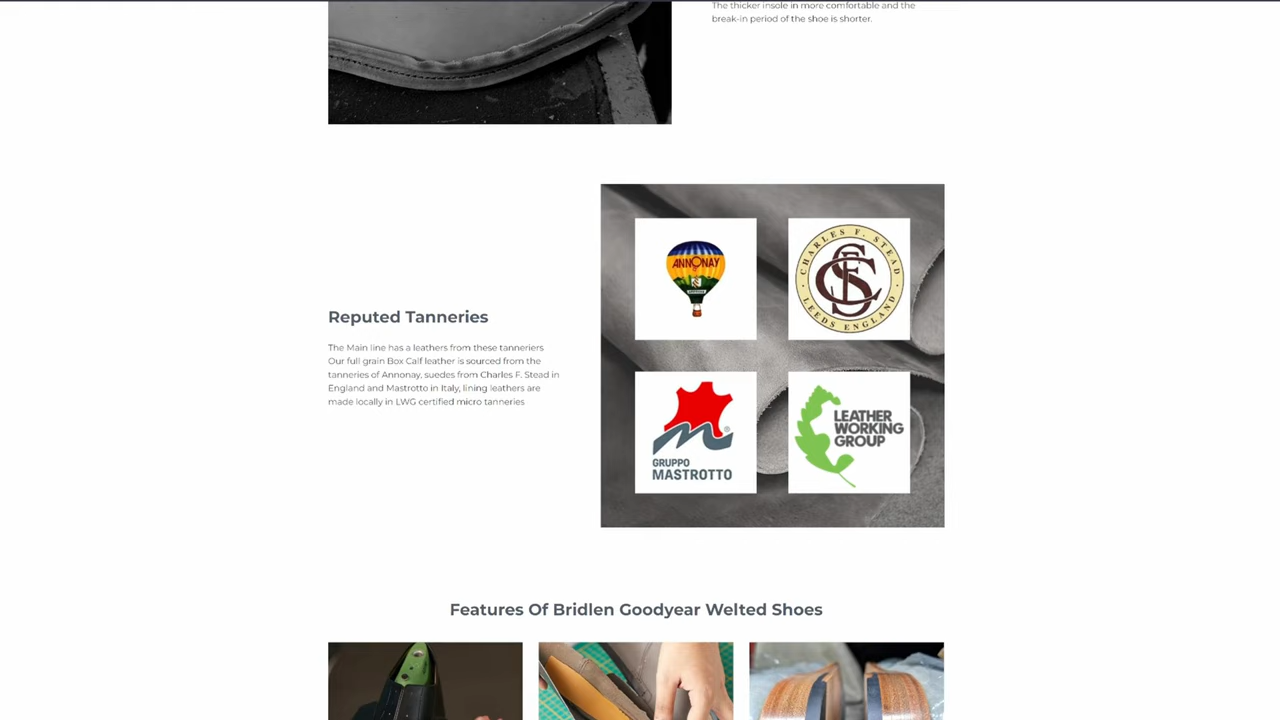 The thicker insole in more comfortable and the
break-in period of the shoe is shorter.
Reputed Tanneries
The Main line has a leathers from these tanneriers
Our full grain Box Calf leather is sourced from the
tanneries of Annonay, suedes from Charles F. Stead in
England and Mastrotto in Italy, lining leathers are
made locally in LWG certified micro tanneries
ANNONAY
CHARLES F. STEAD
LEEDS ENGLAND
CFS
GRUPPO
MASTROTTO
®
LEATHER
WORKING
GROUP
Features Of Bridlen Goodyear Welted Shoes